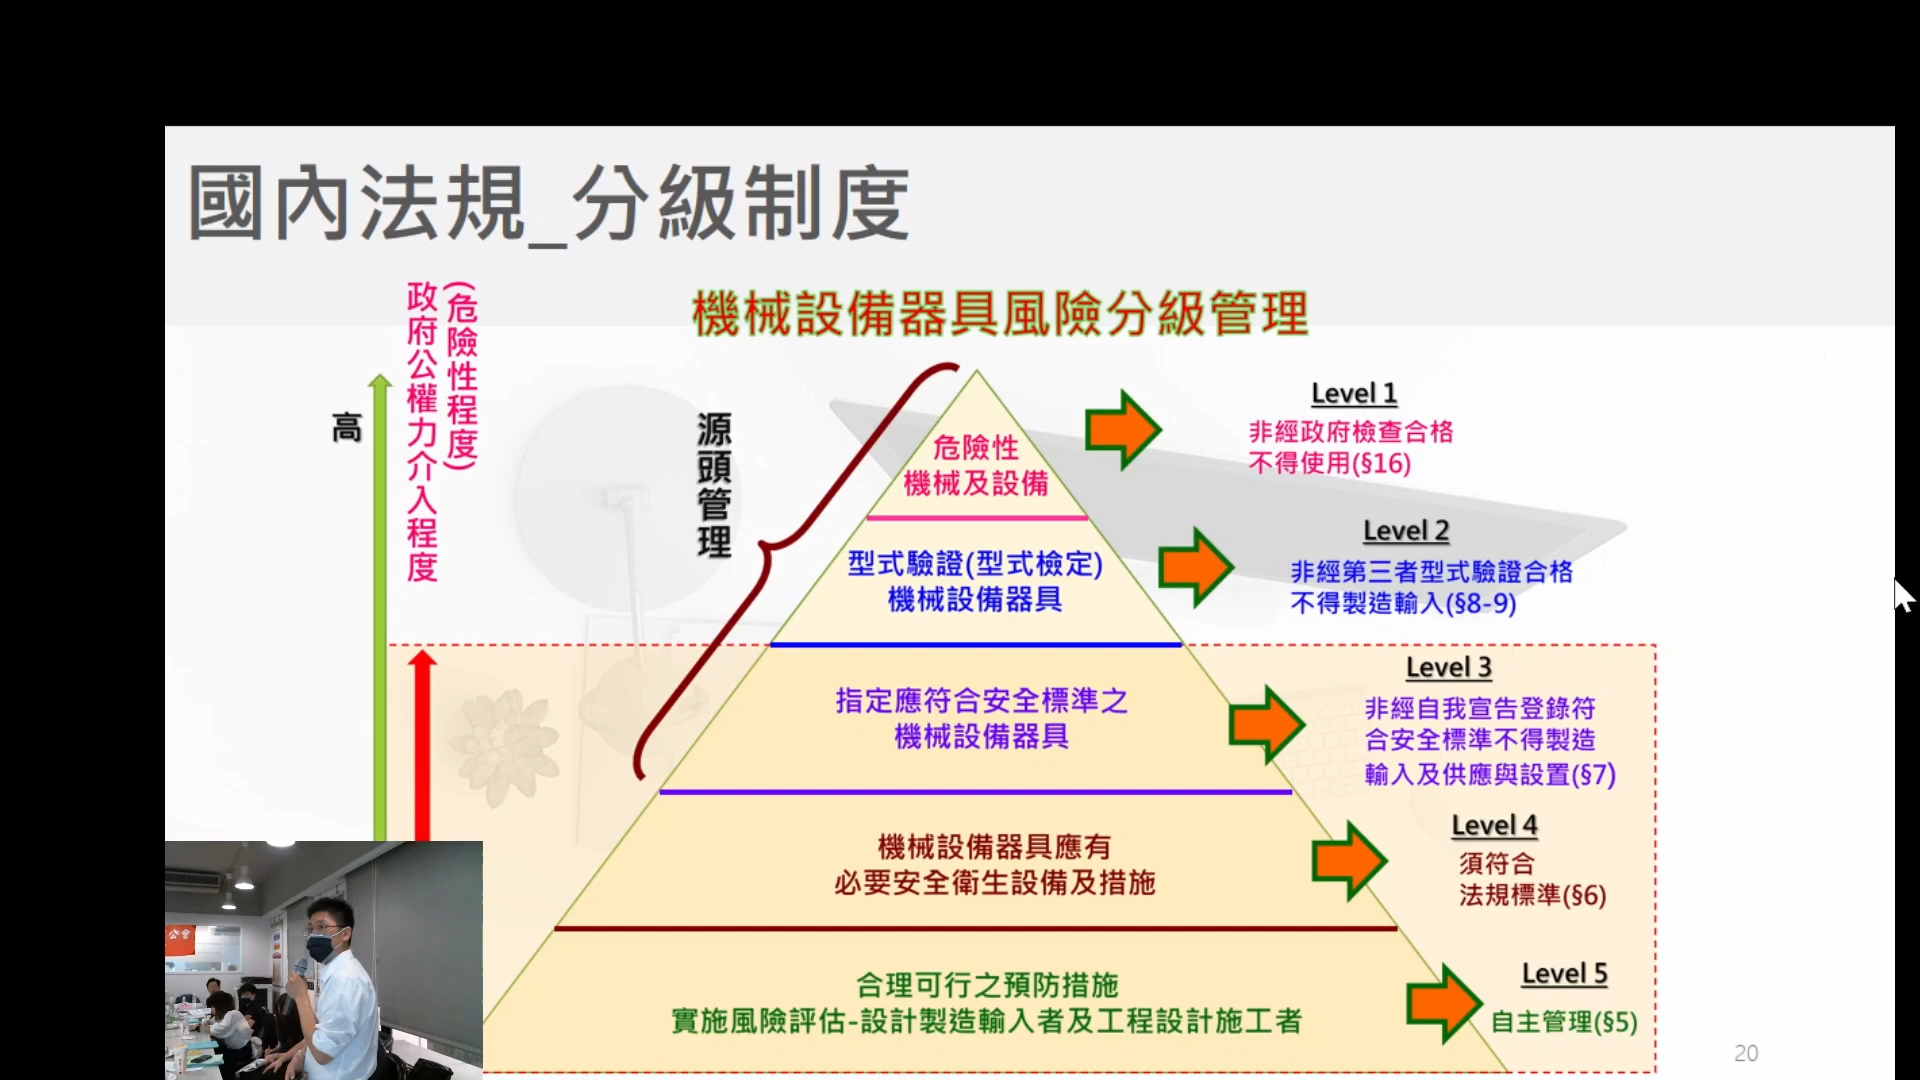 國內法規_分級制度
機械設備器具風險分級管理
(危險性程度)
政府公權力介入程度
高
源頭管理
危險性
機械及設備
Level 1
非經政府檢查合格
不得使用(§16)
型式驗證(型式檢定)
機械設備器具
Level 2
非經第三者型式驗證合格
不得製造輸入(§8-9)
指定應符合安全標準之
機械設備器具
Level 3
非經自我宣告登錄符
合安全標準不得製造
輸入及供應與設置(§7)
機械設備器具應有
必要安全衛生設備及措施
Level 4
須符合
法規標準(§6)
合理可行之預防措施
實施風險評估-設計製造輸入者及工程設計施工者
Level 5
自主管理(§5)
公會
20